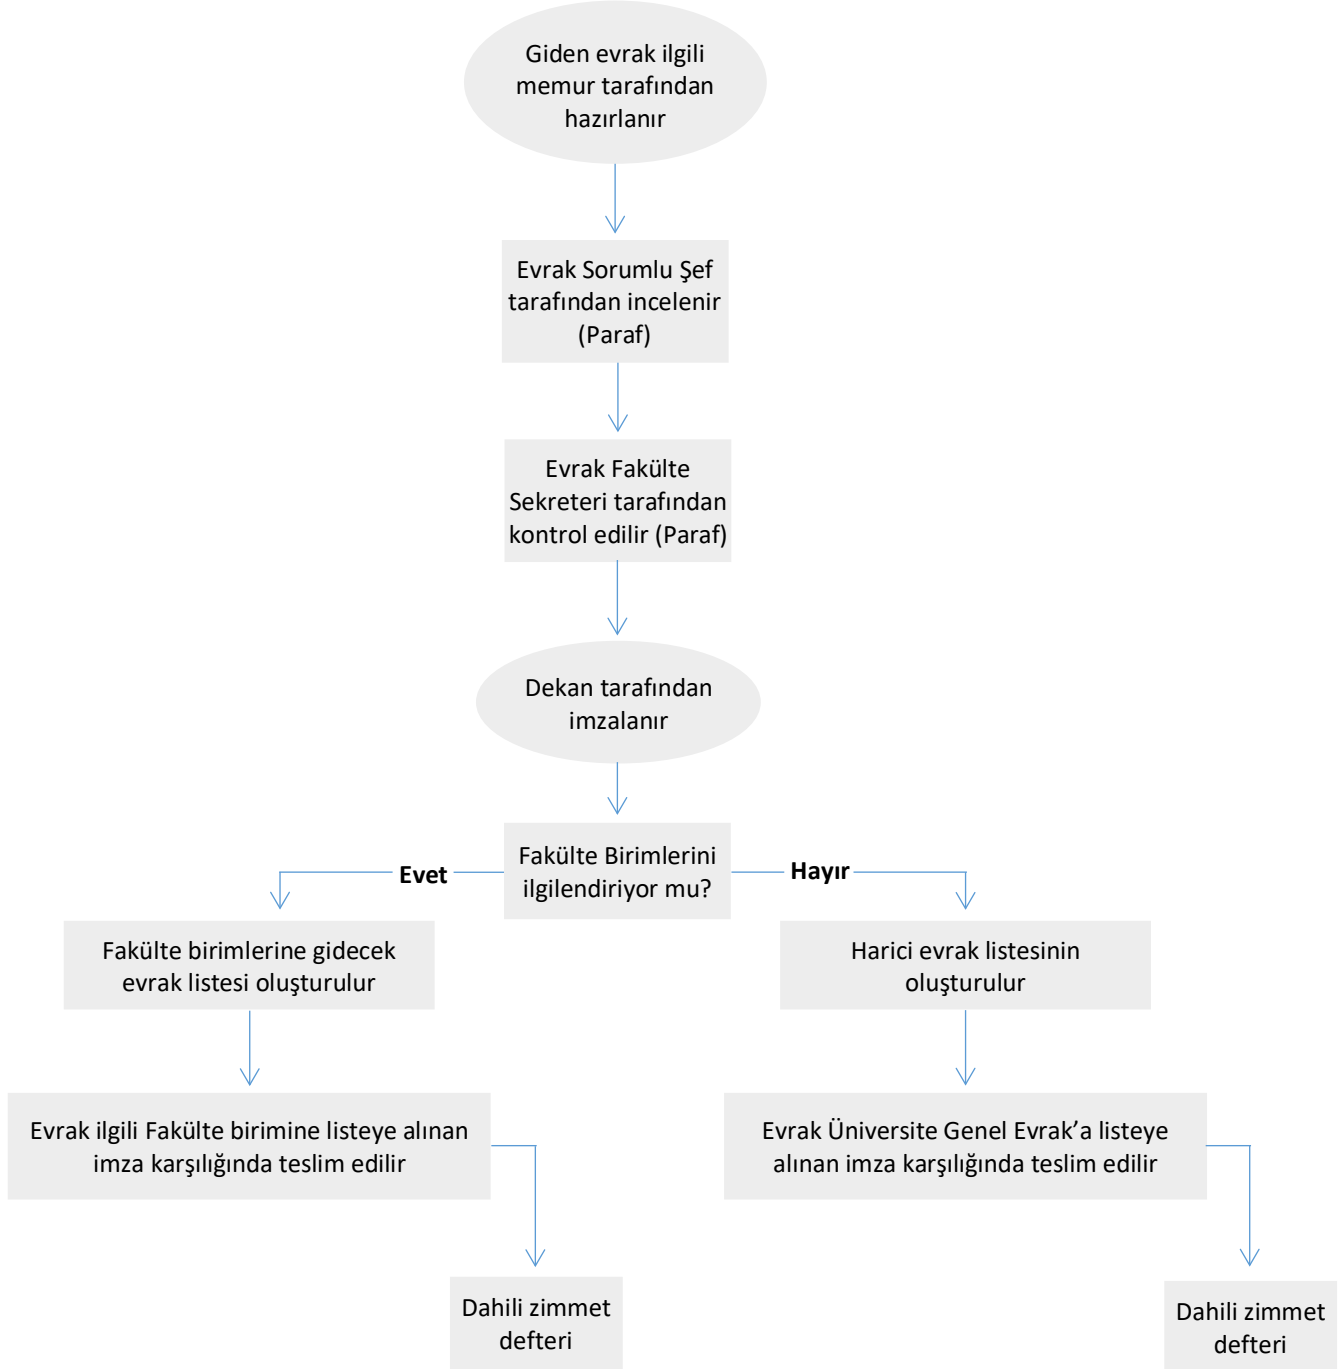 Giden evrak ilgili
memur tarafından
hazırlanır
Evrak Sorumlu Şef
tarafından incelenir
(Paraf)
Evrak Fakülte
Sekreteri tarafından
kontrol edilir (Paraf)
Dekan tarafından
imzalanır
Fakülte Birimlerini
ilgilendiriyor mu?
Evet
Hayır
Fakülte birimlerine gidecek
evrak listesi oluşturulur
Harici evrak listesinin
oluşturulur
Evrak ilgili Fakülte birimine listeye alınan
imza karşılığında teslim edilir
Evrak Üniversite Genel Evrak’a listeye
alınan imza karşılığında teslim edilir
Dahili zimmet
defteri
Dahili zimmet
defteri